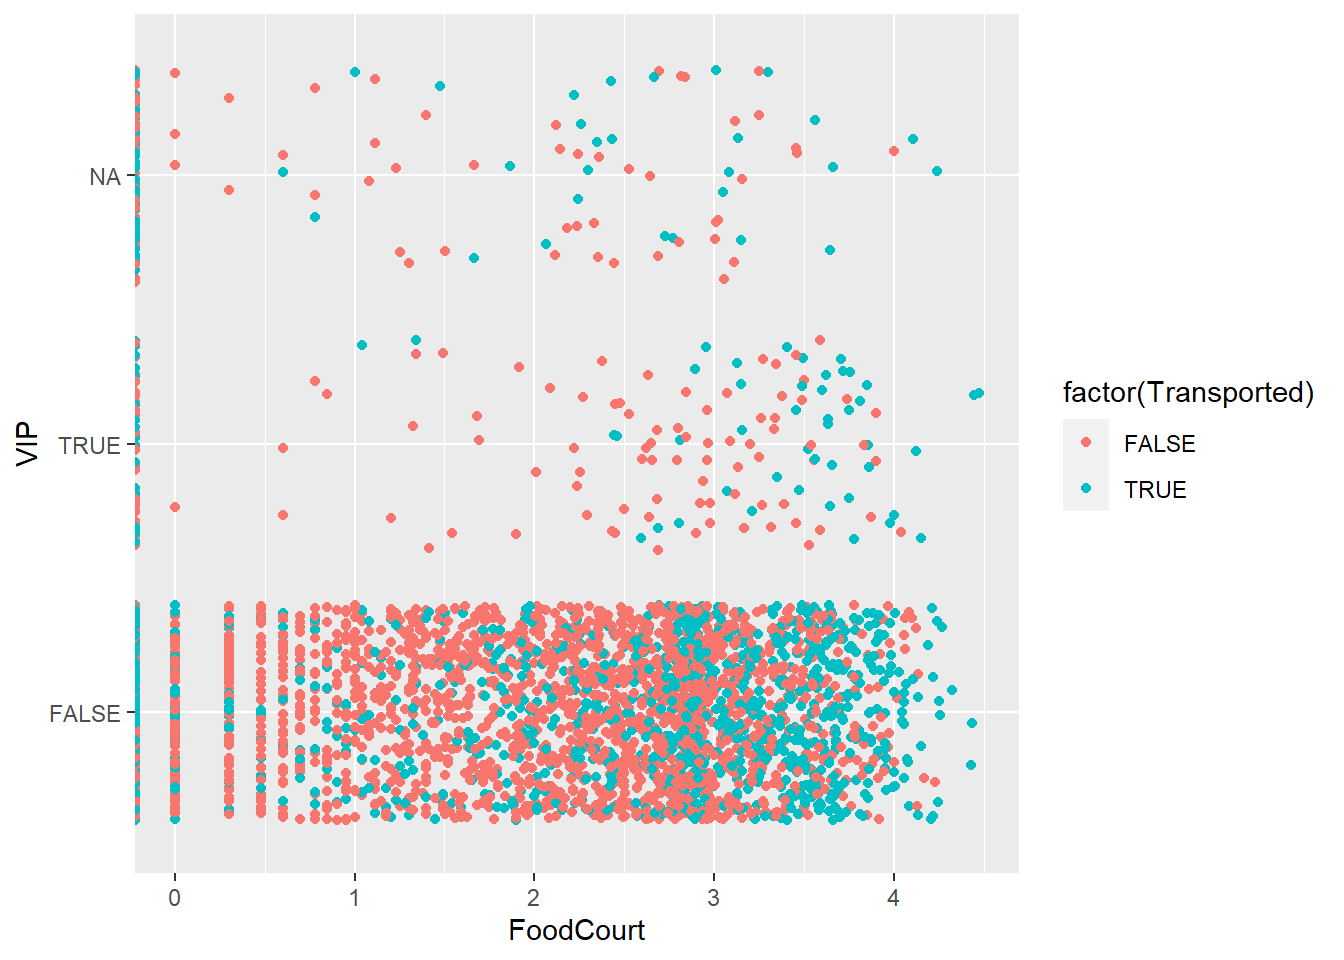 VIP
NA
TRUE
FALSE
0 1 2 3 4
FoodCourt
factor(Transported)
FALSE
TRUE